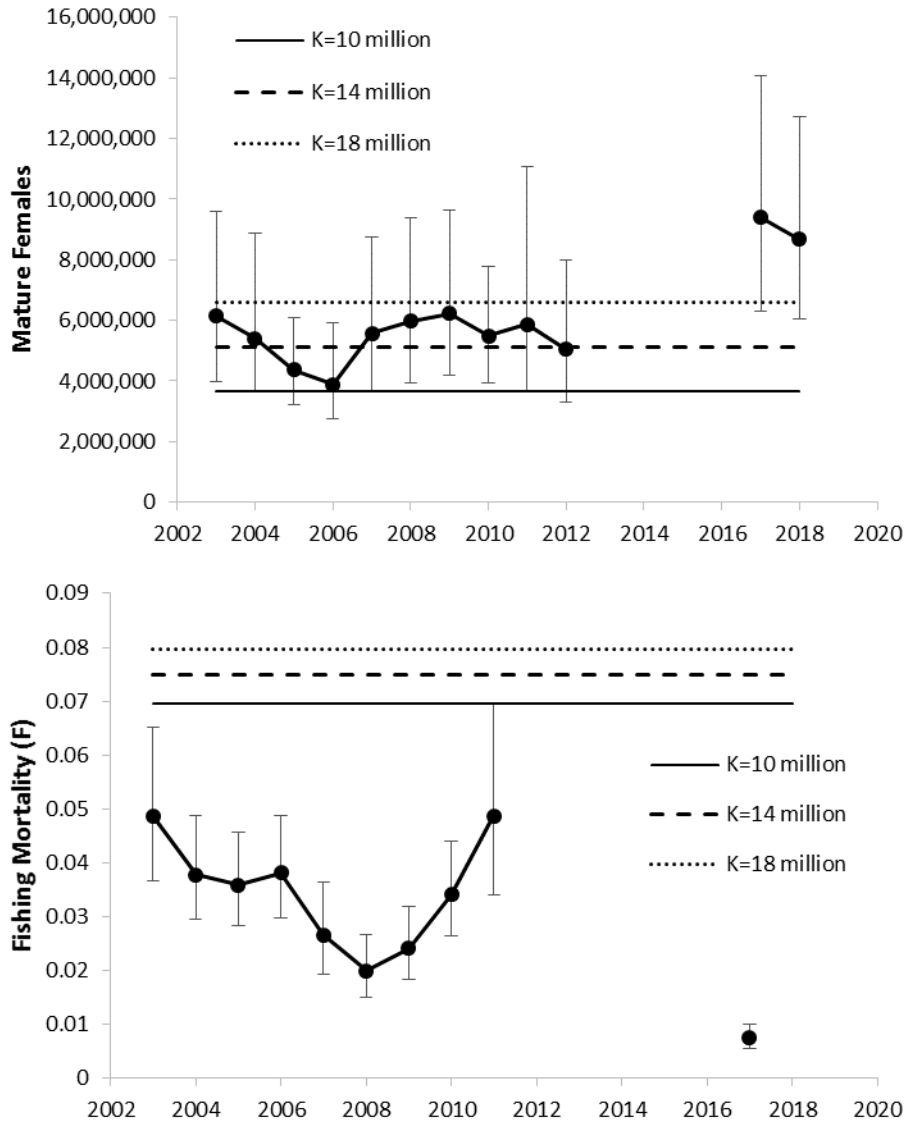 16,000,000
14,000,000
12,000,000
10,000,000
8,000,000
6,000,000
4,000,000
2,000,000
0
Mature Females
K=10 million
K=14 million
K=18 million
2002 2004 2006 2008 2010 2012 2014 2016 2018 2020
0.09
0.08
0.07
0.06
0.05
0.04
0.03
0.02
0.01
0
Fishing Mortality (F)
K=10 million
K=14 million
K=18 million
2002 2004 2006 2008 2010 2012 2014 2016 2018 2020